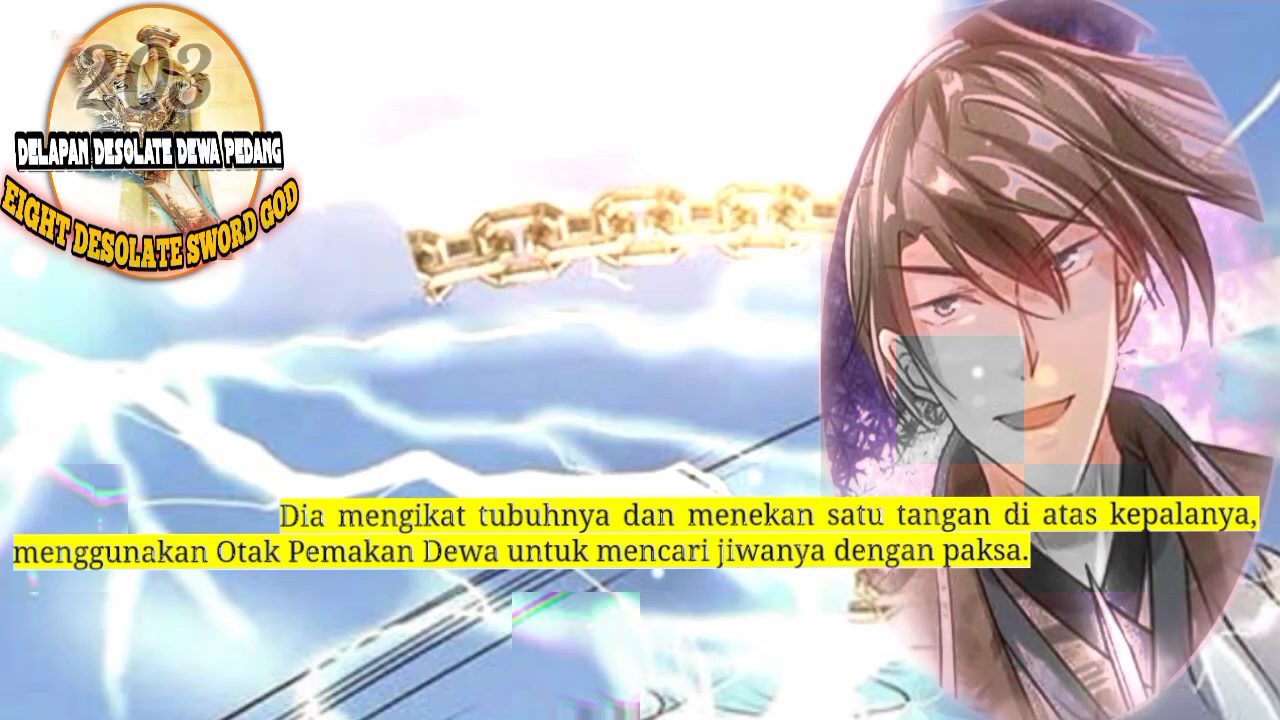 203
DELAPAN DESOLATE DEWA PEDANG
EIGHT DESOLATE SWORD GOD
Dia mengikat tubuhnya dan menekan satu tangan di atas kepalanya,
menggunakan Otak Pemakan Dewa untuk mencari jiwanya dengan paksa.